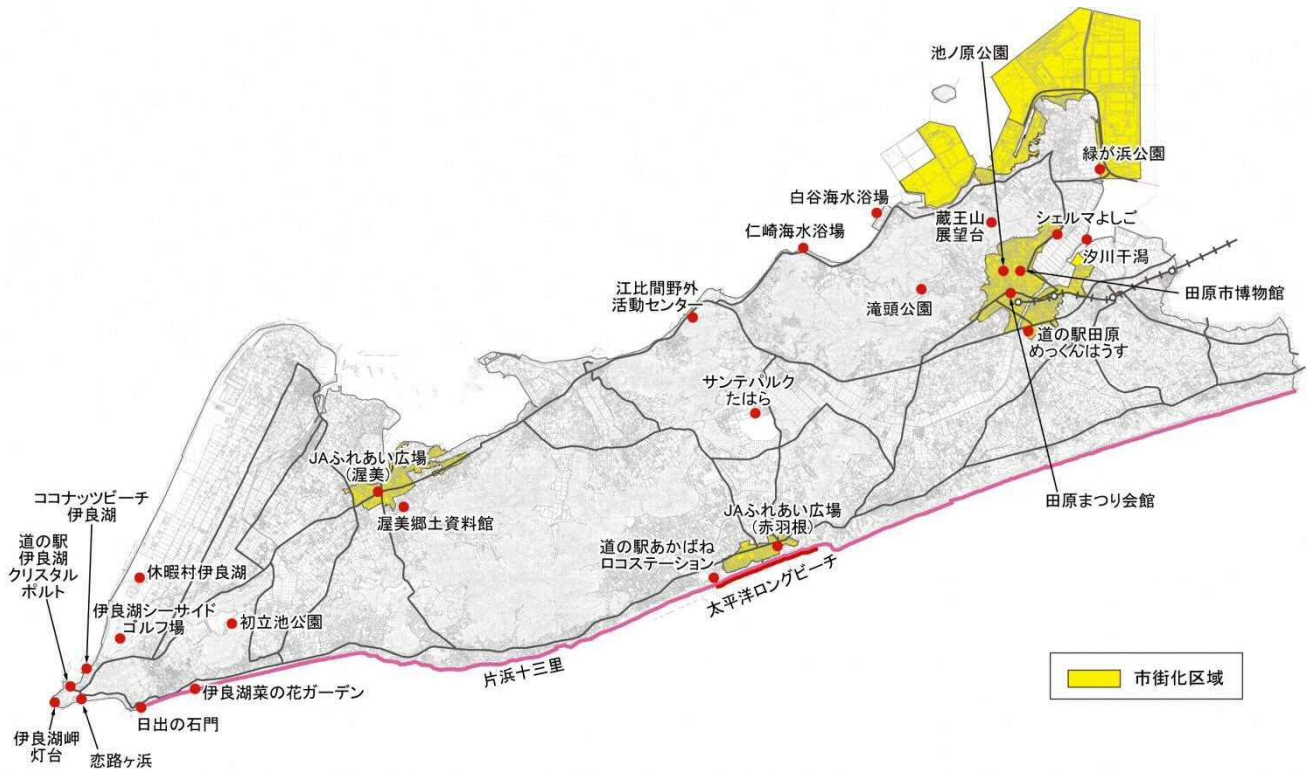 池ノ原公園
緑が浜公園
白谷海水浴場
蔵王山
展望台
シェルマよしご
仁崎海水浴場
汐川干潟
江比間野外
活動センター
滝頭公園
田原市博物館
道の駅田原
めっくんはうす
サンテパルク
たはら
田原まつり会館
JAふれあい広場
(渥美)
渥美郷土資料館
ココナッツビーチ
伊良湖
JAふれあい広場
(赤羽根)
道の駅あかばね
ロコステーション
太平洋ロングビーチ
道の駅
伊良湖
クリスタル
ポルト
休暇村伊良湖
伊良湖シーサイド
ゴルフ場
初立池公園
片浜十三里
市街化区域
伊良湖菜の花ガーデン
日出の石門
伊良湖岬
灯台
恋路ヶ浜